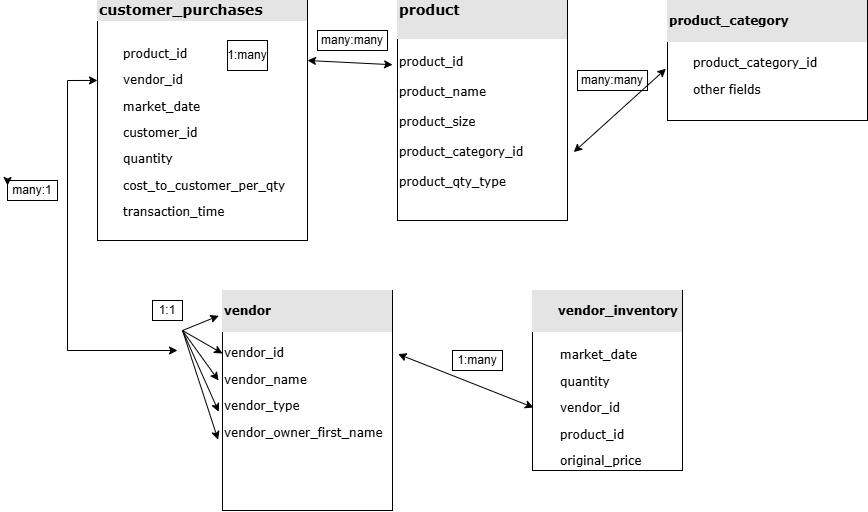 customer_purchases
product_id
1:many
vendor_id
market_date
customer_id
quantity
cost_to_customer_per_qty
transaction_time
many:many
product
product_id
product_name
product_size
product_category_id
product_qty_type
many:many
product_category
product_category_id
other fields
many:1
1:1
vendor
vendor_id
vendor_name
vendor_type
vendor_owner_first_name
1:many
vendor_inventory
market_date
quantity
vendor_id
product_id
original_price